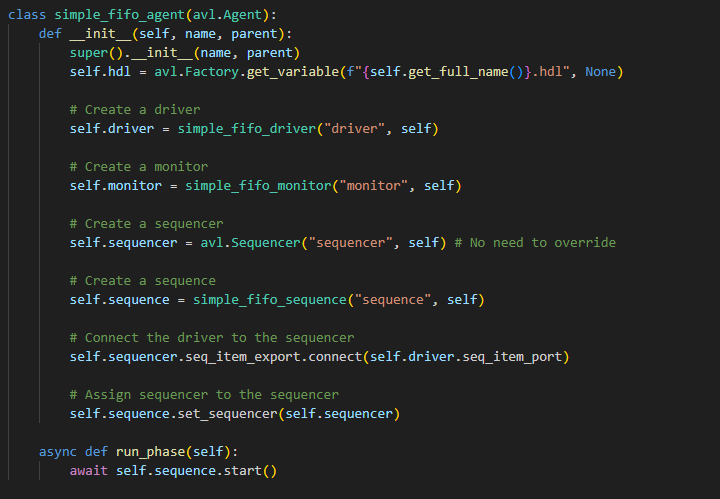 class simple_fifo_agent(avl.Agent):
    def __init__(self, name, parent):
        super().__init__(name, parent)
        self.hdl = avl.Factory.get_variable(f"{self.get_full_name()}.hdl", None)

        # Create a driver
        self.driver = simple_fifo_driver("driver", self)

        # Create a monitor
        self.monitor = simple_fifo_monitor("monitor", self)

        # Create a sequencer
        self.sequencer = avl.Sequencer("sequencer", self) # No need to override

        # Create a sequence
        self.sequence = simple_fifo_sequence("sequence", self)

        # Connect the driver to the sequencer
        self.sequencer.seq_item_export.connect(self.driver.seq_item_port)

        # Assign sequencer to the sequencer
        self.sequence.set_sequencer(self.sequencer)

    async def run_phase(self):
        await self.sequence.start()